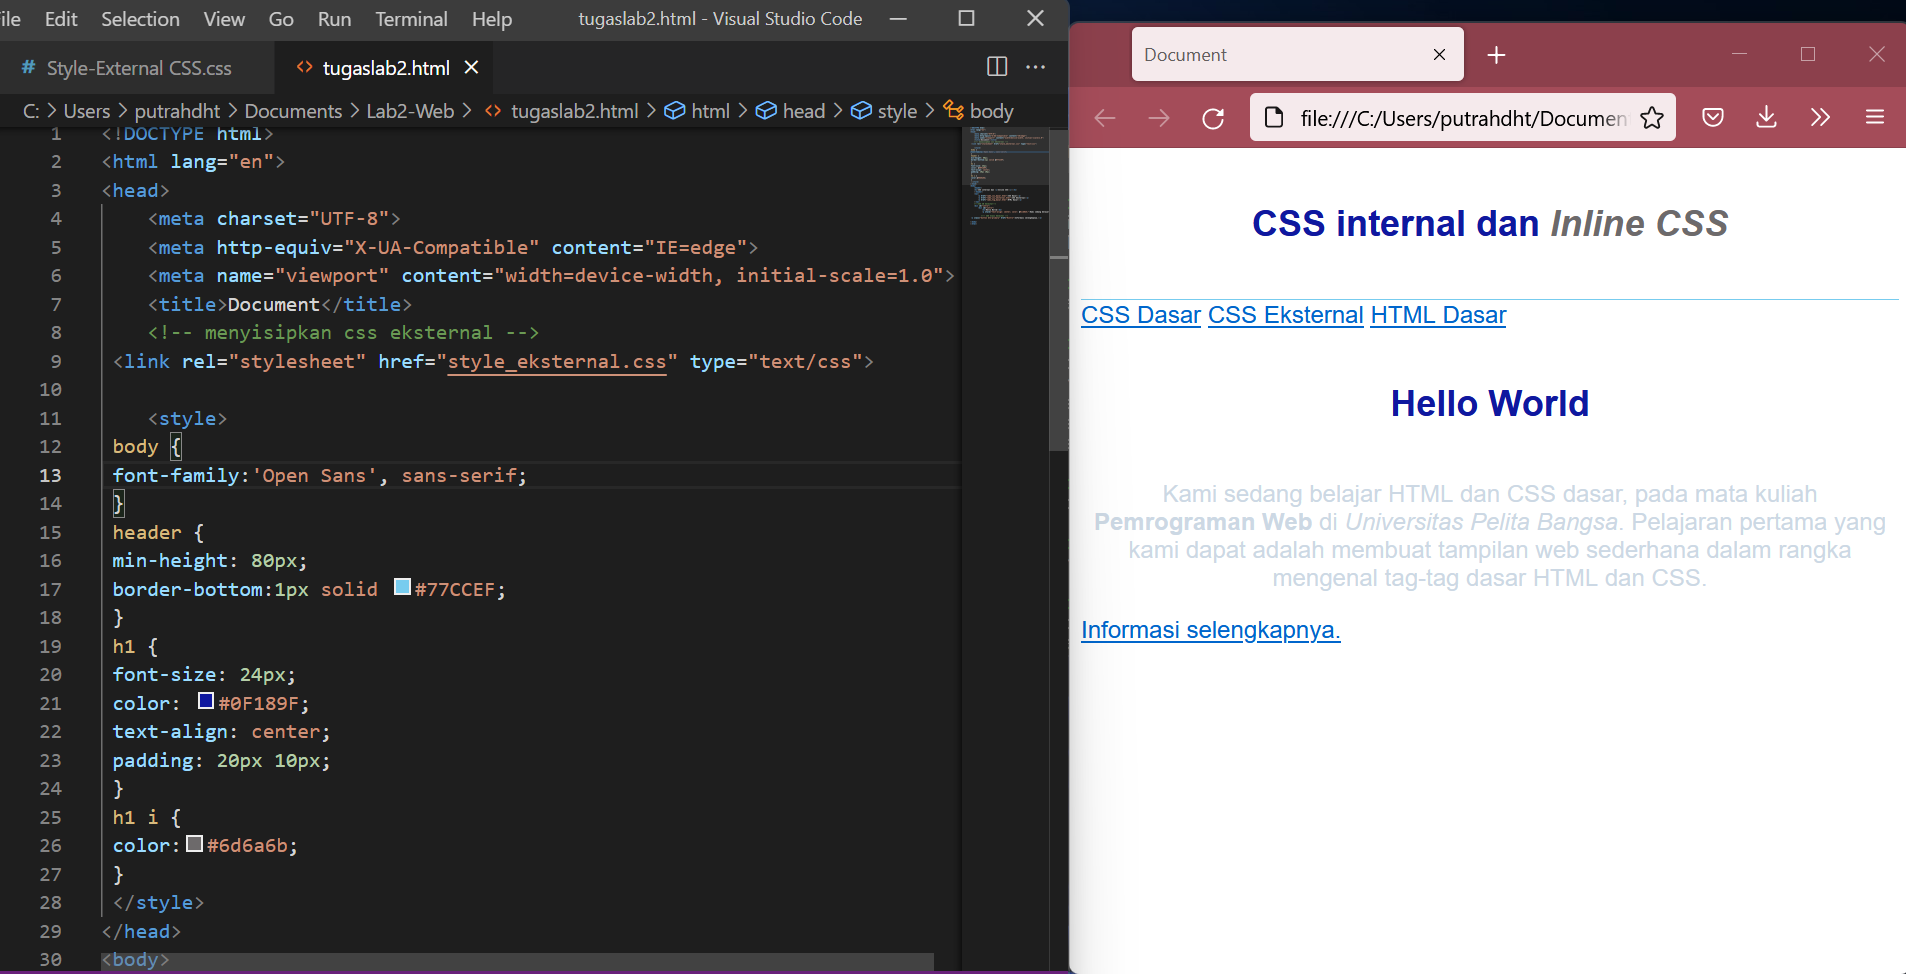 ile Edit Selection View Go Run Terminal Help tugaslab2.html - Visual Studio Code
# Style-External CSS.css <> tugaslab2.html
C: > Users > putrahdht > Documents > Lab2-Web > <> tugaslab2.html > html > head > style > body
1 <!DOCTYPE html>
2 <html lang="en">
3 <head>
4 <meta charset="UTF-8">
5 <meta http-equiv="X-UA-Compatible" content="IE=edge">
6 <meta name="viewport" content="width=device-width, initial-scale=1.0">
7 <title>Document</title>
8 <!-- menyisipkan css eksternal -->
9 <link rel="stylesheet" href="style_eksternal.css" type="text/css">
10
11 <style>
12 body {
13 font-family:'Open Sans', sans-serif;
14 }
15 header {
16 min-height: 80px;
17 border-bottom:1px solid #77CCEF;
18 }
19 h1 {
20 font-size: 24px;
21 color: #0F189F;
22 text-align: center;
23 padding: 20px 10px;
24 }
25 h1 i {
26 color:#6d6a6b;
27 }
28 </style>
29 </head>
30 <body>
Document
file:///C:/Users/putrahdht/Documen
CSS internal dan Inline CSS
CSS Dasar CSS Eksternal HTML Dasar
Hello World
Kami sedang belajar HTML dan CSS dasar, pada mata kuliah
Pemrograman Web di Universitas Pelita Bangsa. Pelajaran pertama yang
kami dapat adalah membuat tampilan web sederhana dalam rangka
mengenal tag-tag dasar HTML dan CSS.
Informasi selengkapnya.